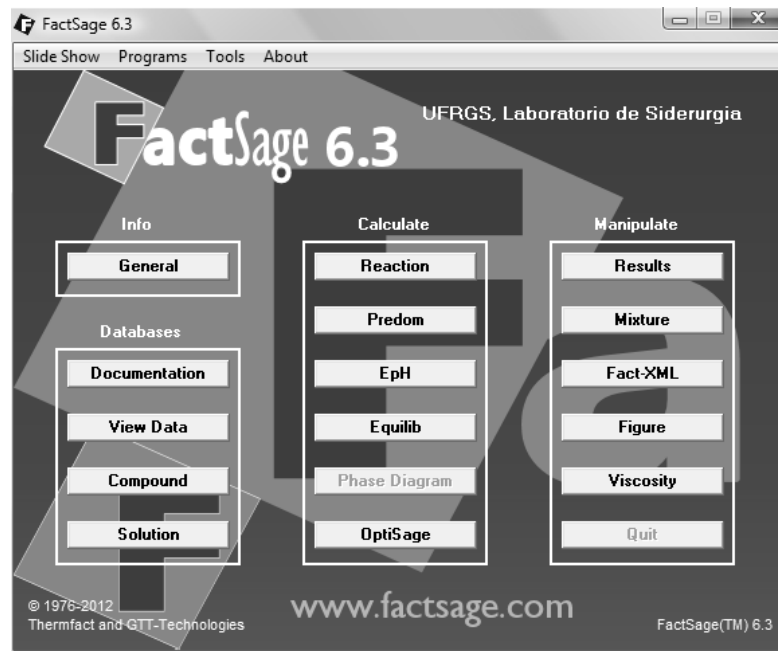 FactSage 6.3
Slide Show Programs Tools About
FactSage 6.3
UFRGS, Laboratorio de Siderurgia
Info
General
Databases
Documentation
View Data
Compound
Solution
Calculate
Reaction
Predom
EpH
Equilib
Phase Diagram
OptiSage
Manipulate
Results
Mixture
Fact-XML
Figure
Viscosity
Quit
© 1976-2012
Thermfact and GTT-Technologies
www.factsage.com
FactSage(TM) 6.3